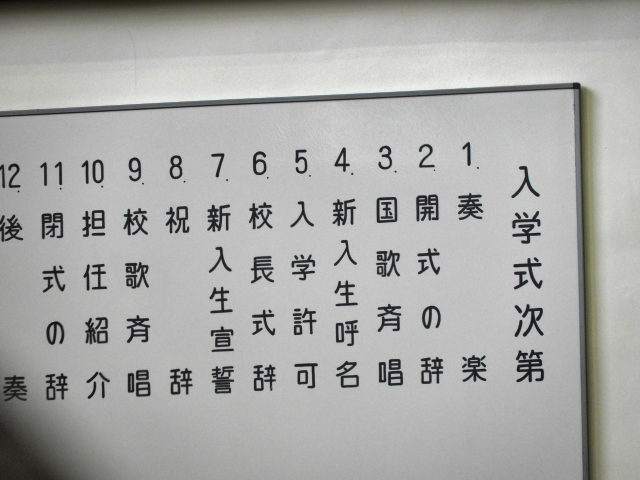 入学式次第
1.奏楽
2.開式の辞
3.国歌斉唱
4.新入生呼名
5.入学許可
6.校長式辞
7.新入生宣誓
8.祝辞
9.校歌斉唱
10.担任紹介
11.閉式の辞
12.後奏